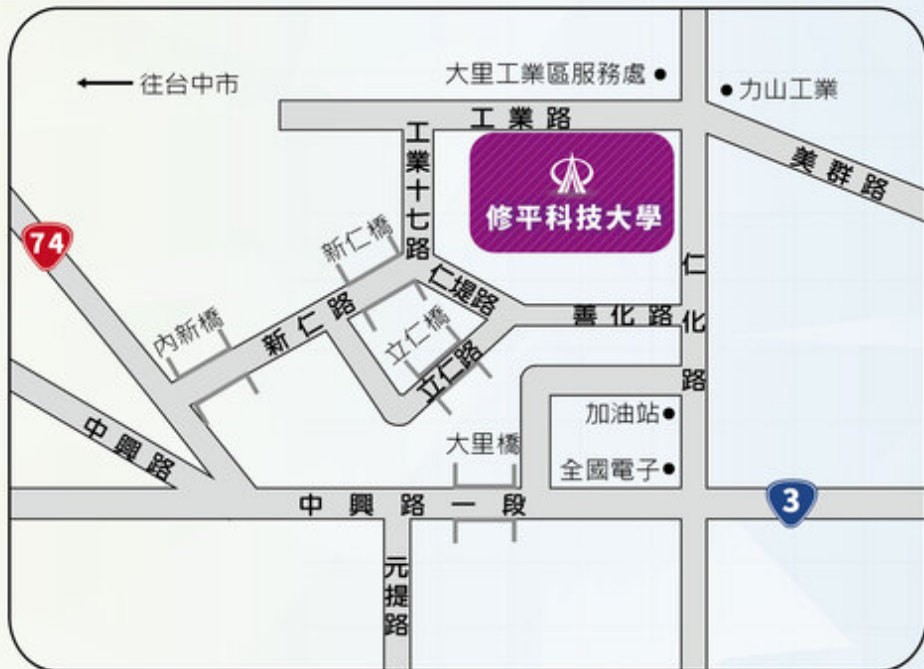 往台中市
大里工業區服務處
力山工業
工業路
美群路
工業十七路
修平科技大學
74
新仁橋
仁化路
仁堤路
新仁路
內新橋
立仁橋
善化路
立仁路
加油站
中興路
大里橋
全國電子
中興路一段
3
元提路